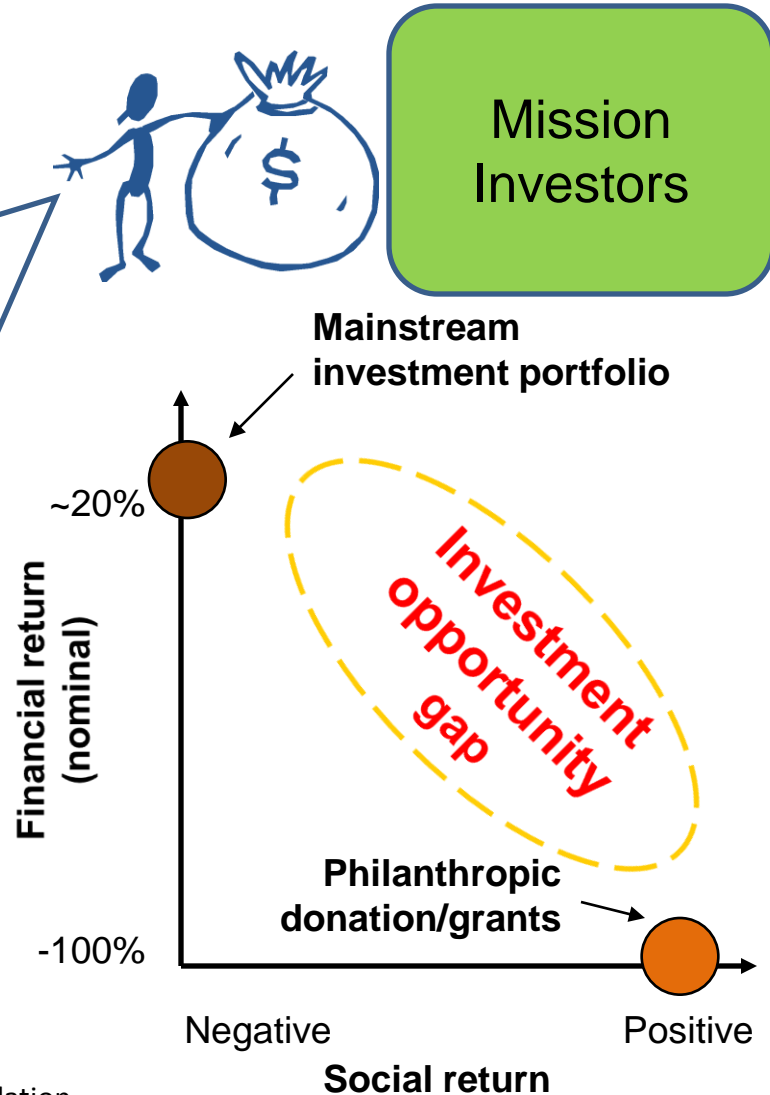 Mission
Investors
$
Mainstream
investment portfolio
~20%
Financial return
(nominal)
Investment
opportunity
gap
Philanthropic
donation/grants
-100%
Negative
Positive
Social return